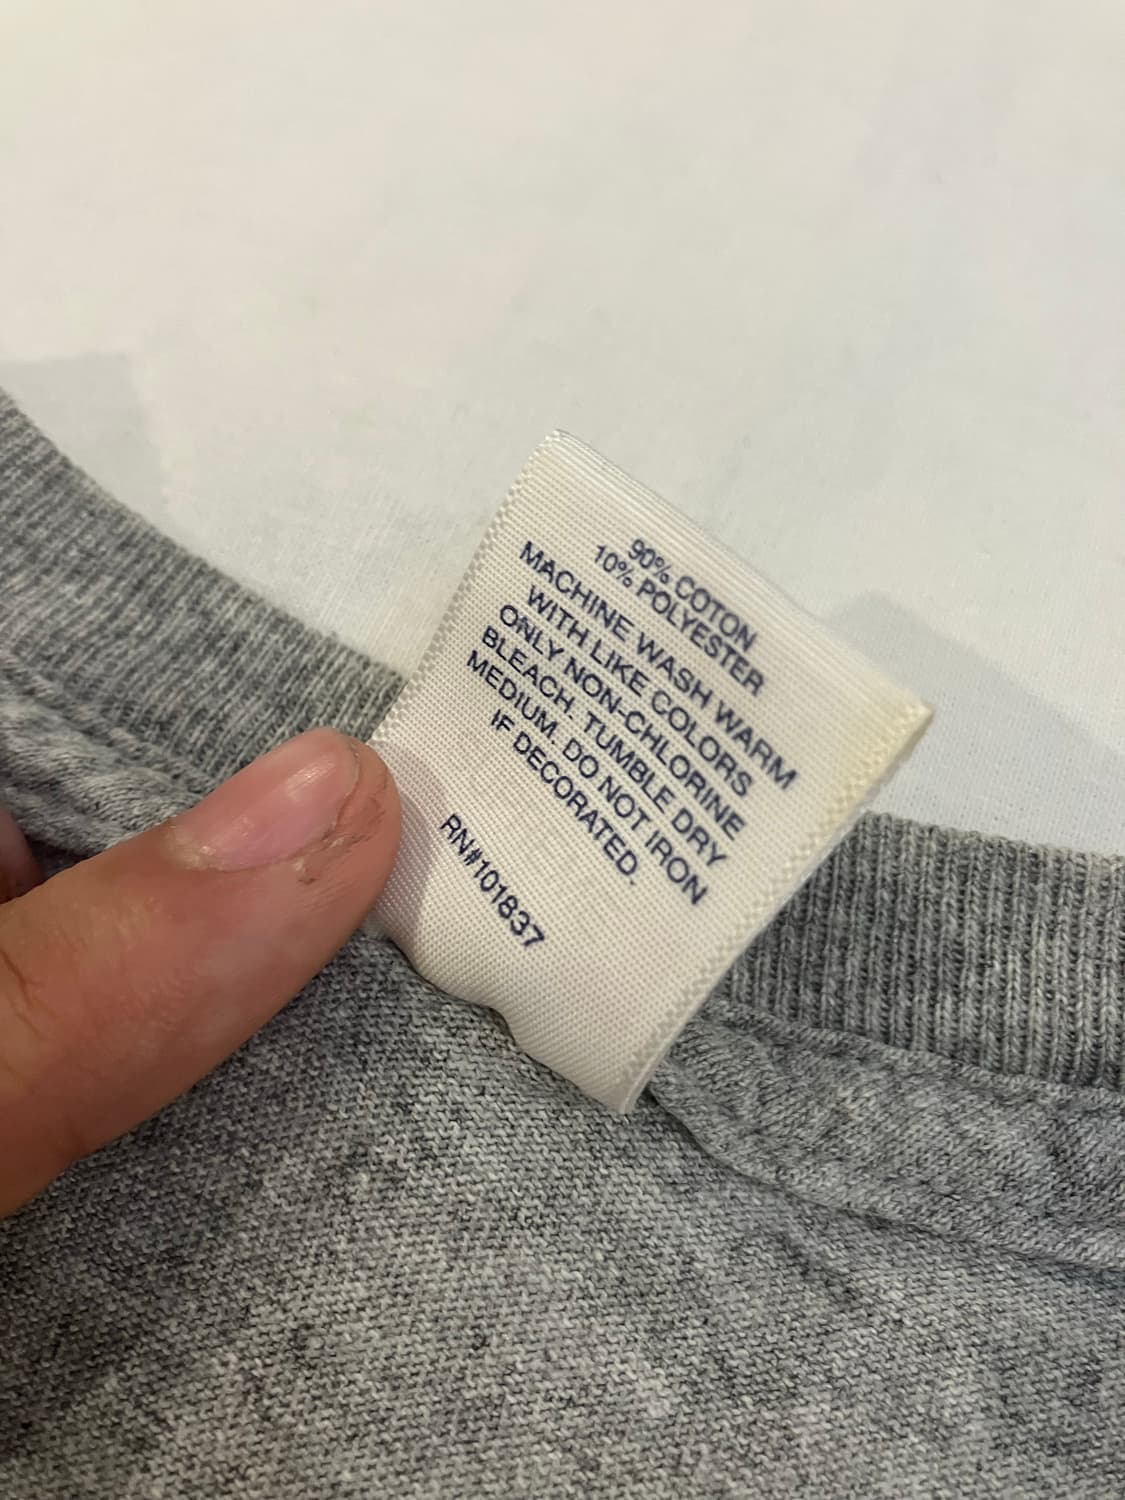 90% COTTON
10% POLYESTER
MACHINE WASH WARM
WITH LIKE COLORS
ONLY NON-CHLORINE
BLEACH. TUMBLE DRY
MEDIUM. DO NOT IRON
IF DECORATED.
RN#101837